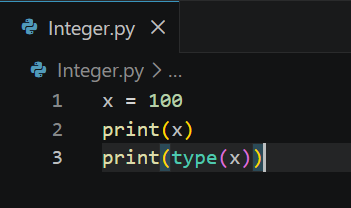 Integer.py ×
Integer.py > ...
1 x = 100
2 print(x)
3 print(type(x))